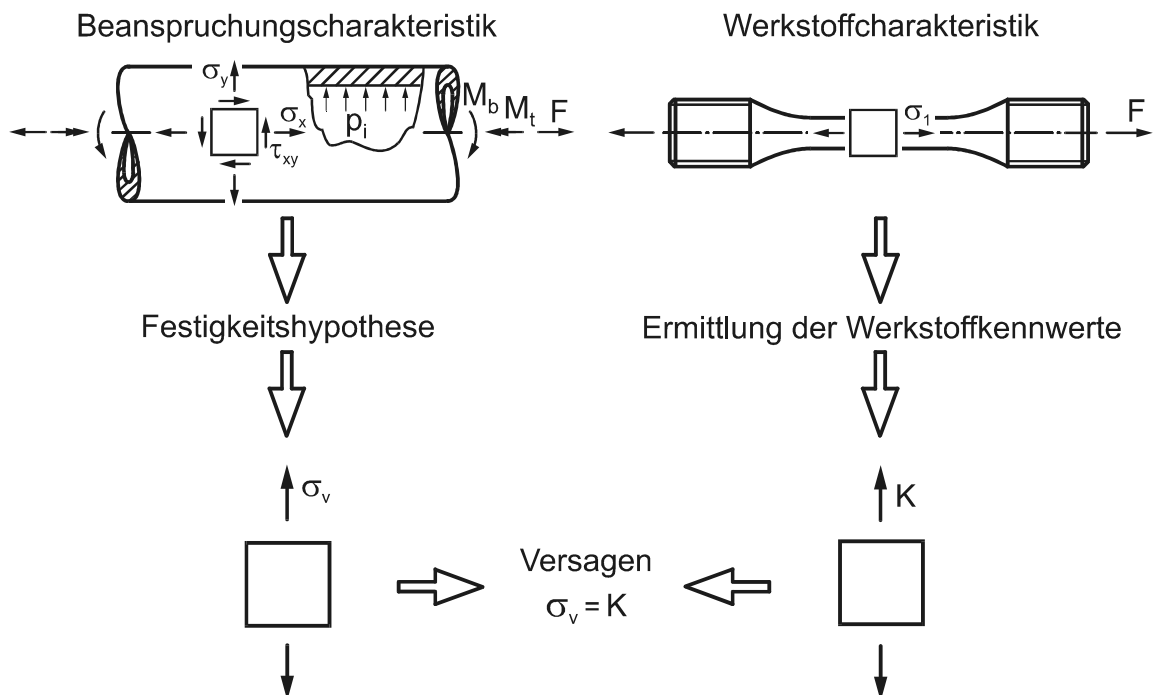 Beanspruchungscharakteristik
Werkstoffcharakteristik
σy
σx
τxy
pi
Mb Mt F
σ1
F
Festigkeitshypothese
Ermittlung der Werkstoffkennwerte
σv
K
Versagen
σv = K